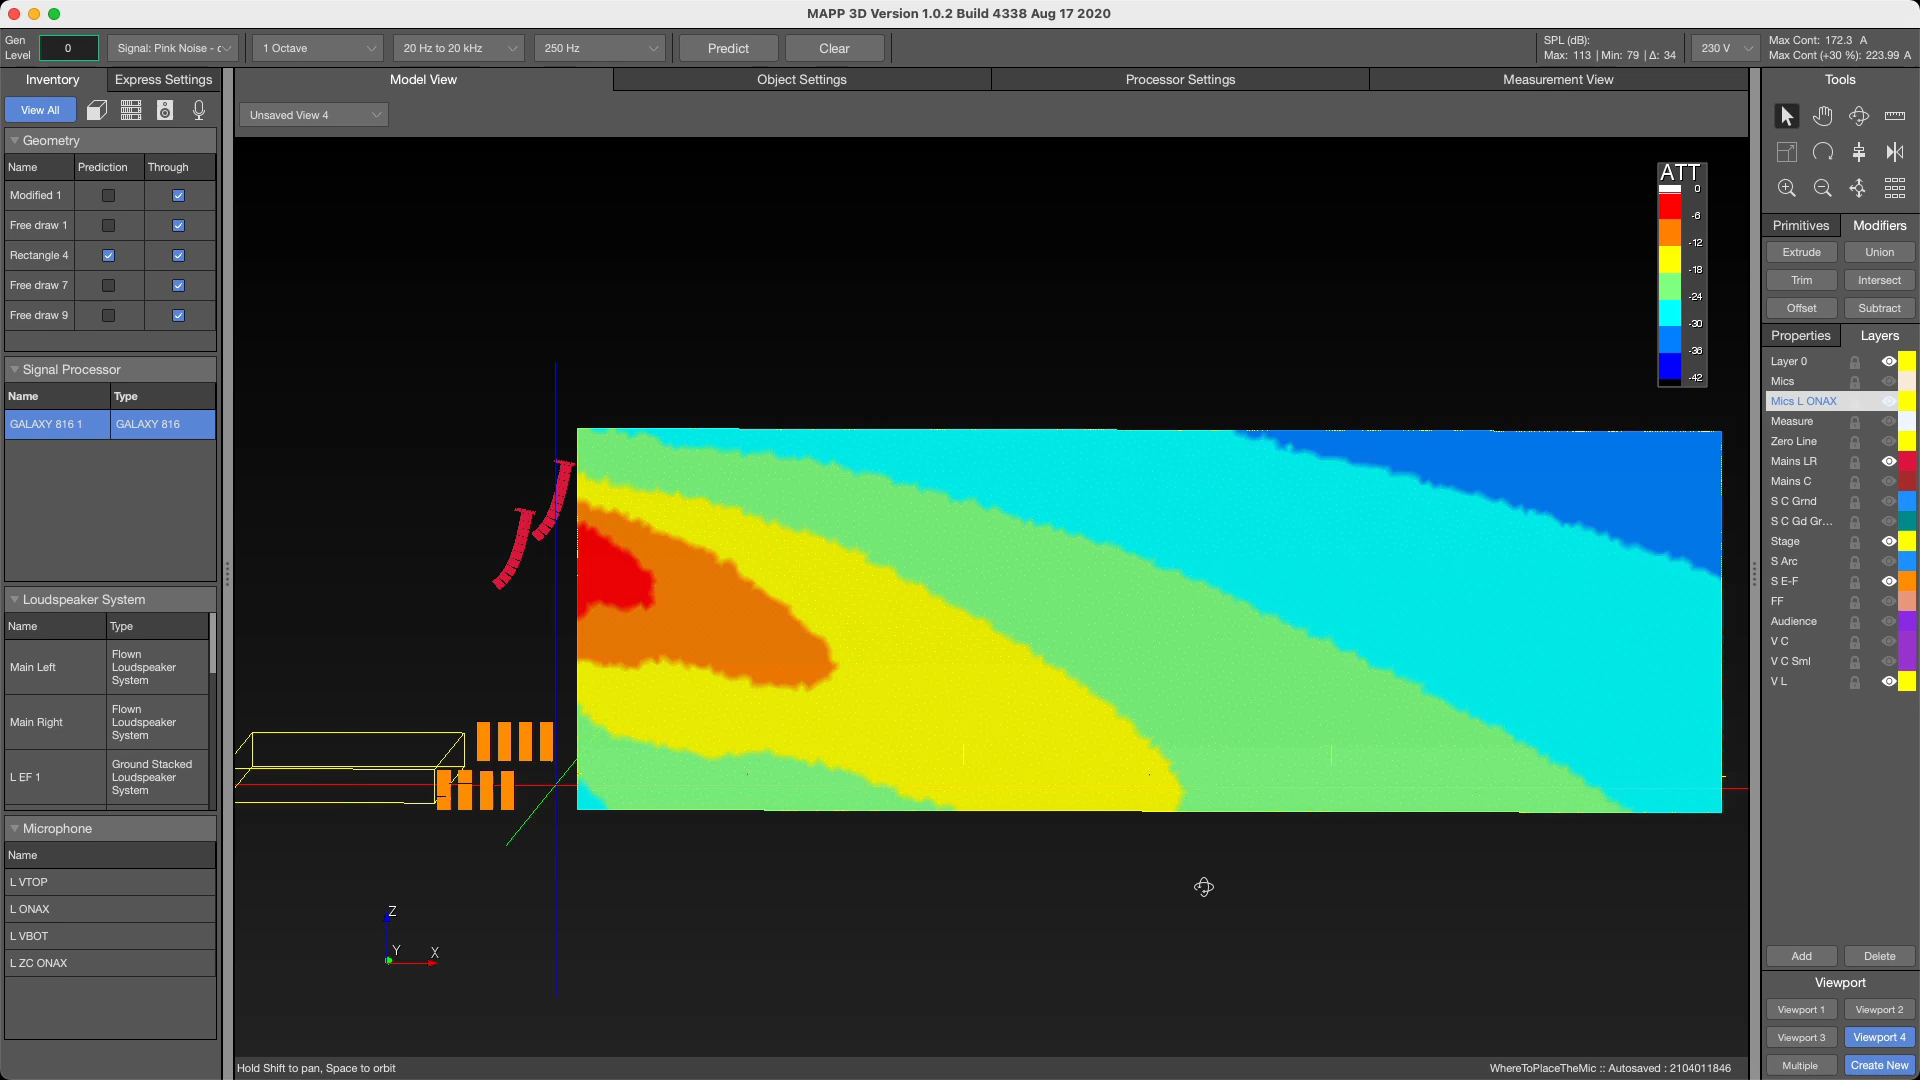 MAPP 3D Version 1.0.2 Build 4338 Aug 17 2020
Gen
Level
0
Signal: Pink Noise - c
1 Octave
20 Hz to 20 kHz
250 Hz
Predict
Clear
SPL (dB):
Max: 113 | Min: 79 | Δ: 34
230 V
Max Cont: 172.3 A
Max Cont (+30 %): 223.99 A
Inventory
Express Settings
Model View
Object Settings
Processor Settings
Measurement View
Tools
View All
Unsaved View 4
Geometry
Name Prediction Through
Modified 1
Free draw 1
Rectangle 4
Free draw 7
Free draw 9
Signal Processor
Name Type
GALAXY 816 1 GALAXY 816
Loudspeaker System
Name Type
Main Left Flown Loudspeaker System
Main Right Flown Loudspeaker System
L EF 1 Ground Stacked Loudspeaker System
Microphone
Name
L VTOP
L ONAX
L VBOT
L ZC ONAX
ATT
0
-6
-12
-18
-24
-30
-36
-42
Z
Y
X
Primitives
Modifiers
Extrude
Union
Trim
Intersect
Offset
Subtract
Properties
Layers
Layer 0
Mics
Mics L ONAX
Measure
Zero Line
Mains LR
Mains C
S C Grnd
S C Gd Gr...
Stage
S Arc
S E-F
FF
Audience
V C
V C Sml
V L
Add
Delete
Viewport
Viewport 1
Viewport 2
Viewport 3
Viewport 4
Multiple
Create New
Hold Shift to pan, Space to orbit
WhereToPlaceTheMic :: Autosaved : 2104011846